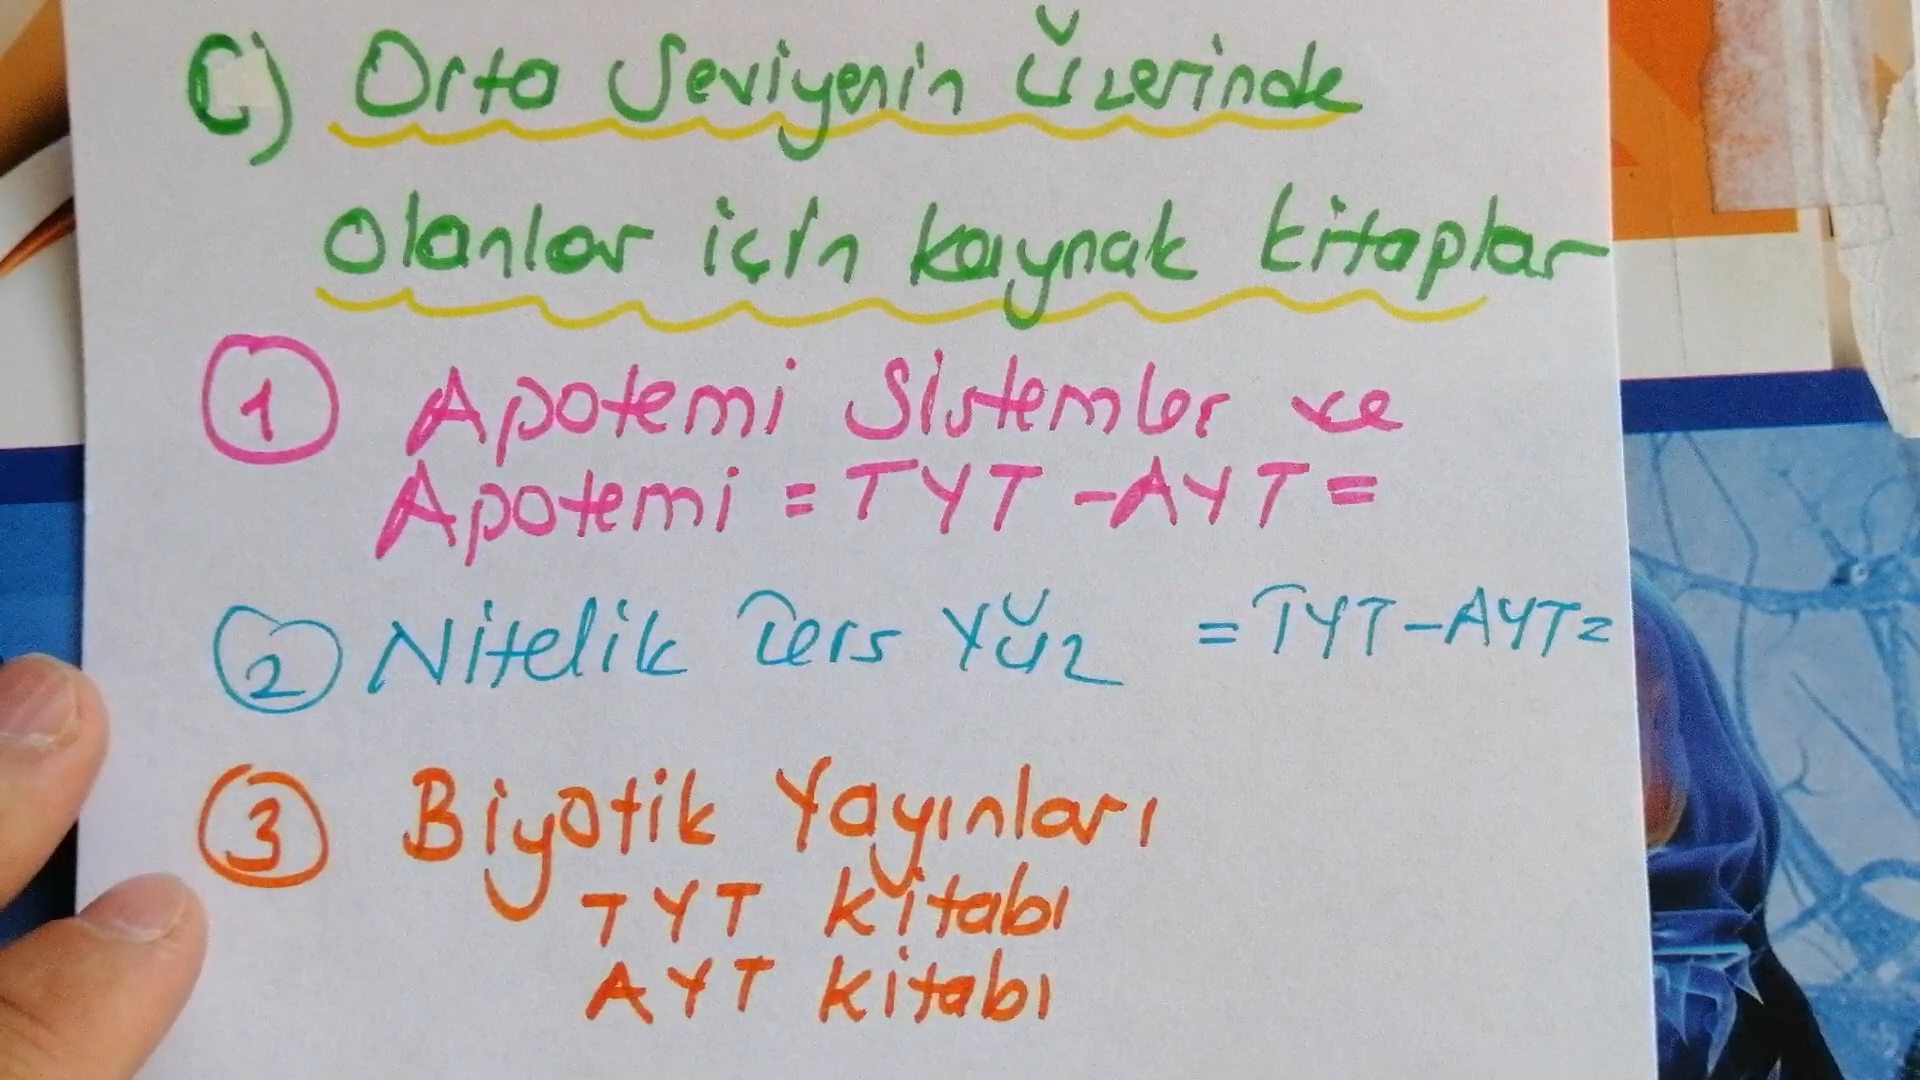 C) Orta Seviyenin Üzerinde
olanlar için kaynak kitaplar
1 Apotemi Sistemler ve
Apotemi = TYT - AYT =
2 Nitelik Ters Yüz = TYT - AYT =
3 Biyotik Yayınları
TYT kitabı
AYT kitabı